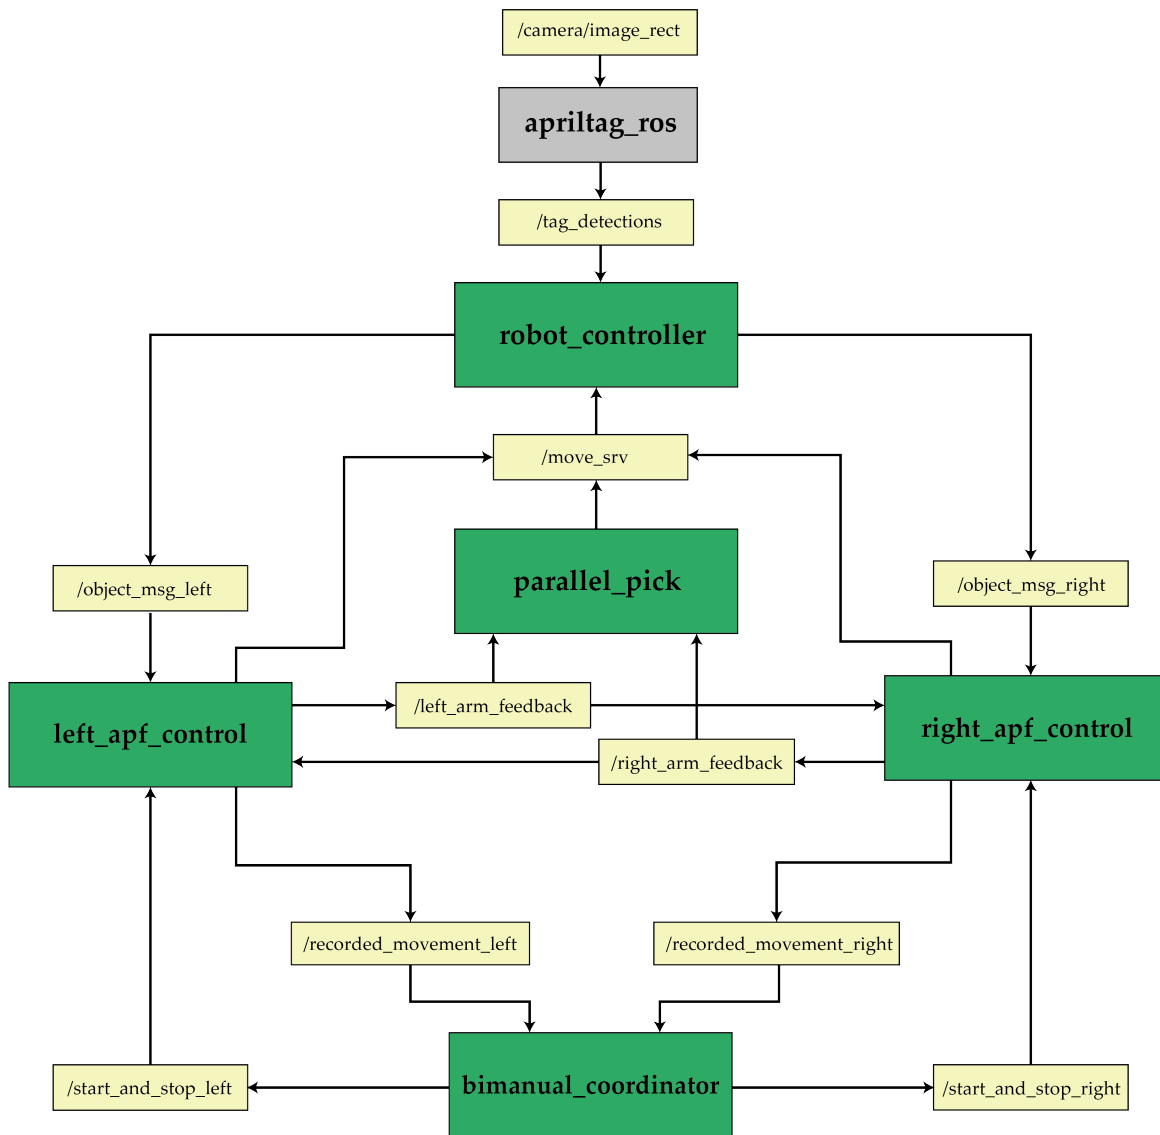 /camera/image_rect
apriltag_ros
/tag_detections
robot_controller
/move_srv
parallel_pick
/object_msg_left
/object_msg_right
left_apf_control
/left_arm_feedback
right_apf_control
/right_arm_feedback
/recorded_movement_left
/recorded_movement_right
/start_and_stop_left
bimanual_coordinator
/start_and_stop_right